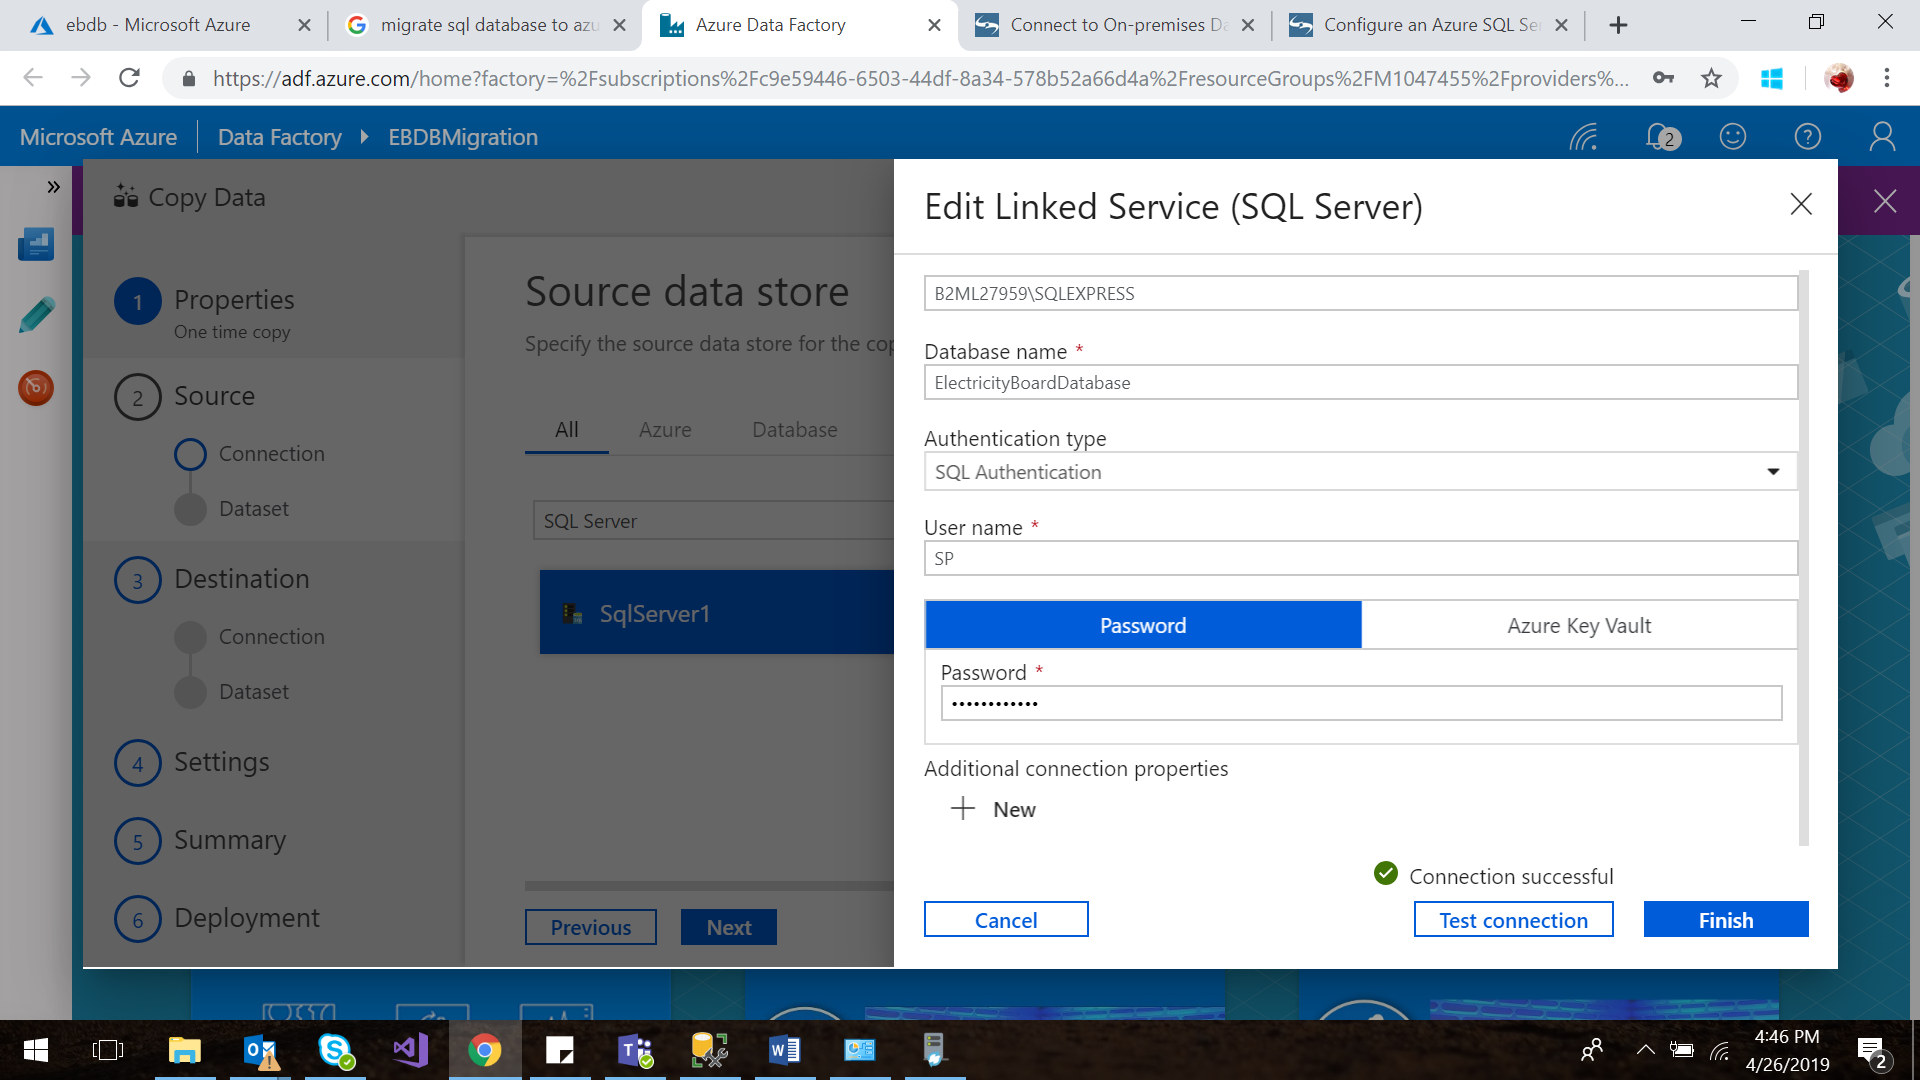 ebdb - Microsoft Azure
migrate sql database to azu
Azure Data Factory
Connect to On-premises Da
Configure an Azure SQL Se
https://adf.azure.com/home?factory=%2Fsubscriptions%2Fc9e59446-6503-44df-8a34-578b52a66d4a%2FresourceGroups%2FM1047455%2Fproviders%...
Microsoft Azure
Data Factory
EBDBMigration
2
Copy Data
1
Properties
One time copy
2
Source
Connection
Dataset
3
Destination
Connection
Dataset
4
Settings
5
Summary
6
Deployment
Source data store
Specify the source data store for the cop
All
Azure
Database
SQL Server
SqlServer1
Previous
Next
Edit Linked Service (SQL Server)
B2ML27959\SQLEXPRESS
Database name *
ElectricityBoardDatabase
Authentication type
SQL Authentication
User name *
SP
Password
Azure Key Vault
Password *
Additional connection properties
New
Connection successful
Cancel
Test connection
Finish
4:46 PM
4/26/2019
2